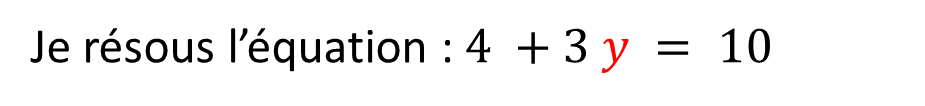 Je résous l’équation : 4 + 3 y = 10